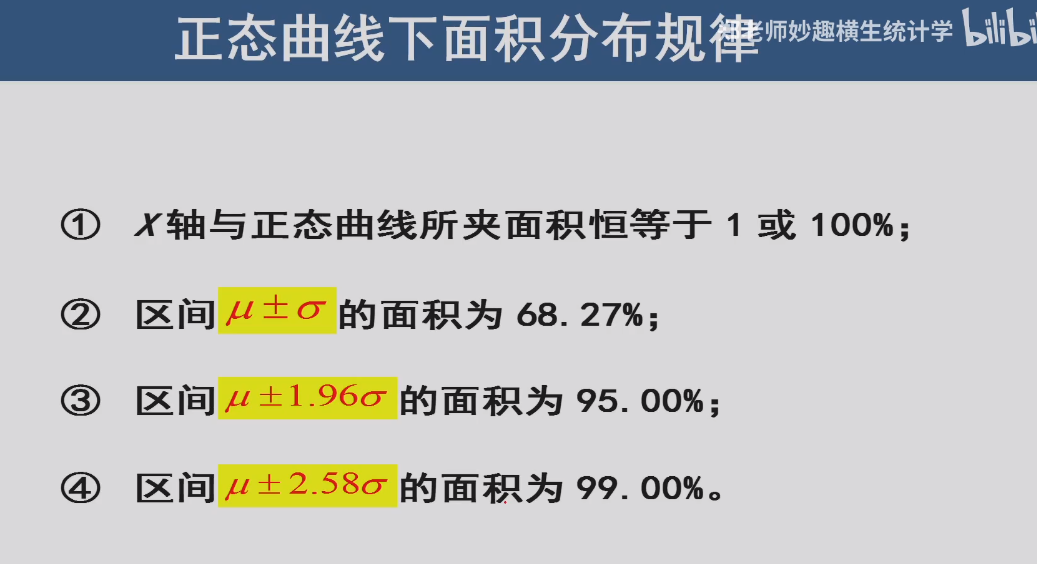 正态曲线下面积分布规律
老师妙趣横生统计学
① X轴与正态曲线所夹面积恒等于 1 或 100%；
② 区间 μ±σ 的面积为 68.27%；
③ 区间 μ±1.96σ 的面积为 95.00%；
④ 区间 μ±2.58σ 的面积为 99.00%。